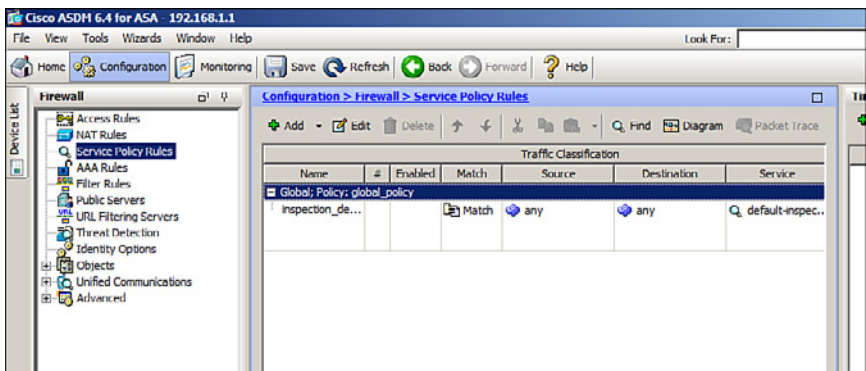 Cisco ASDM 6.4 for ASA - 192.168.1.1
File View Tools Wizards Window Help Look For:
Home Configuration Monitoring Save Refresh Back Forward Help
Device List
Firewall
Access Rules
NAT Rules
Service Policy Rules
AAA Rules
Filter Rules
Public Servers
URL Filtering Servers
Threat Detection
Identity Options
Objects
Unified Communications
Advanced
Configuration > Firewall > Service Policy Rules
Add Edit Delete Find Diagram Packet Trace
Traffic Classification
Name # Enabled Match Source Destination Service
Global; Policy: global_policy
inspection_de... Match any any default-inspec..